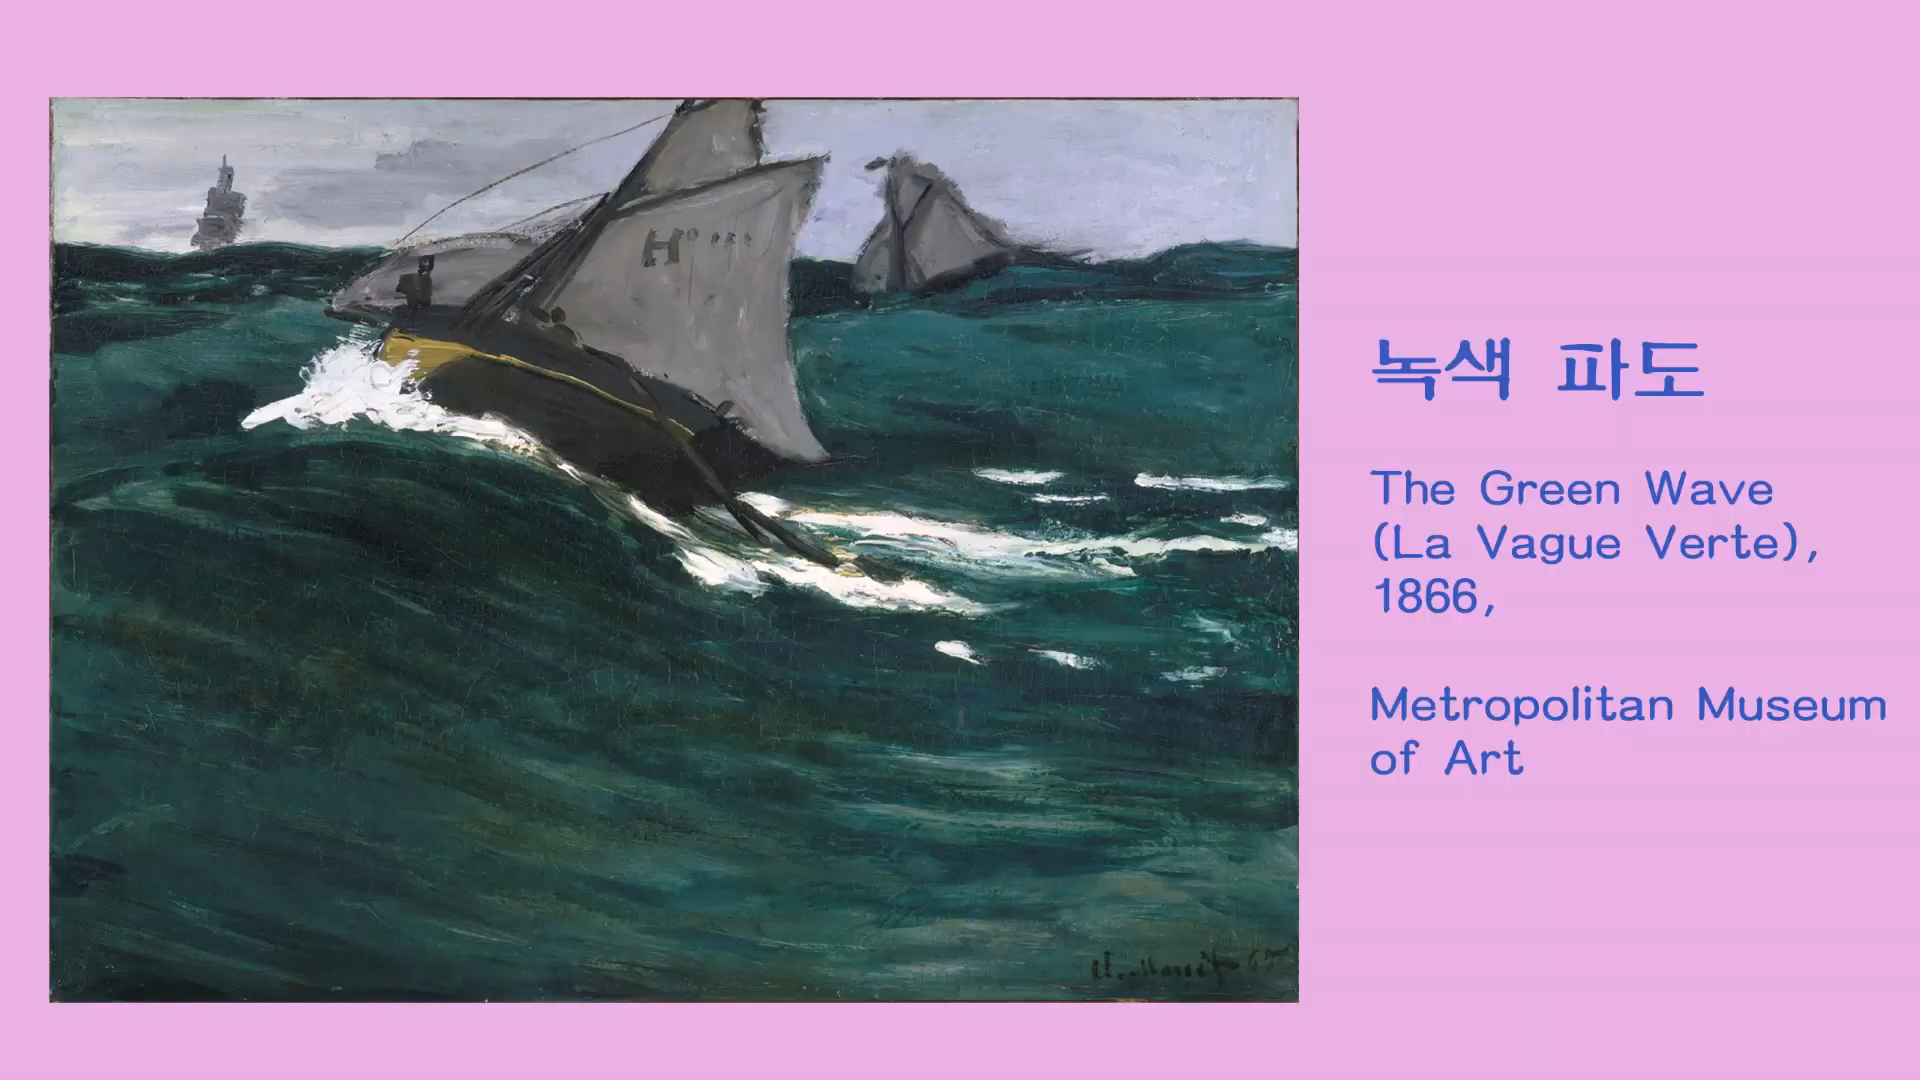 녹색 파도
The Green Wave
(La Vague Verte),
1866,
Metropolitan Museum
of Art